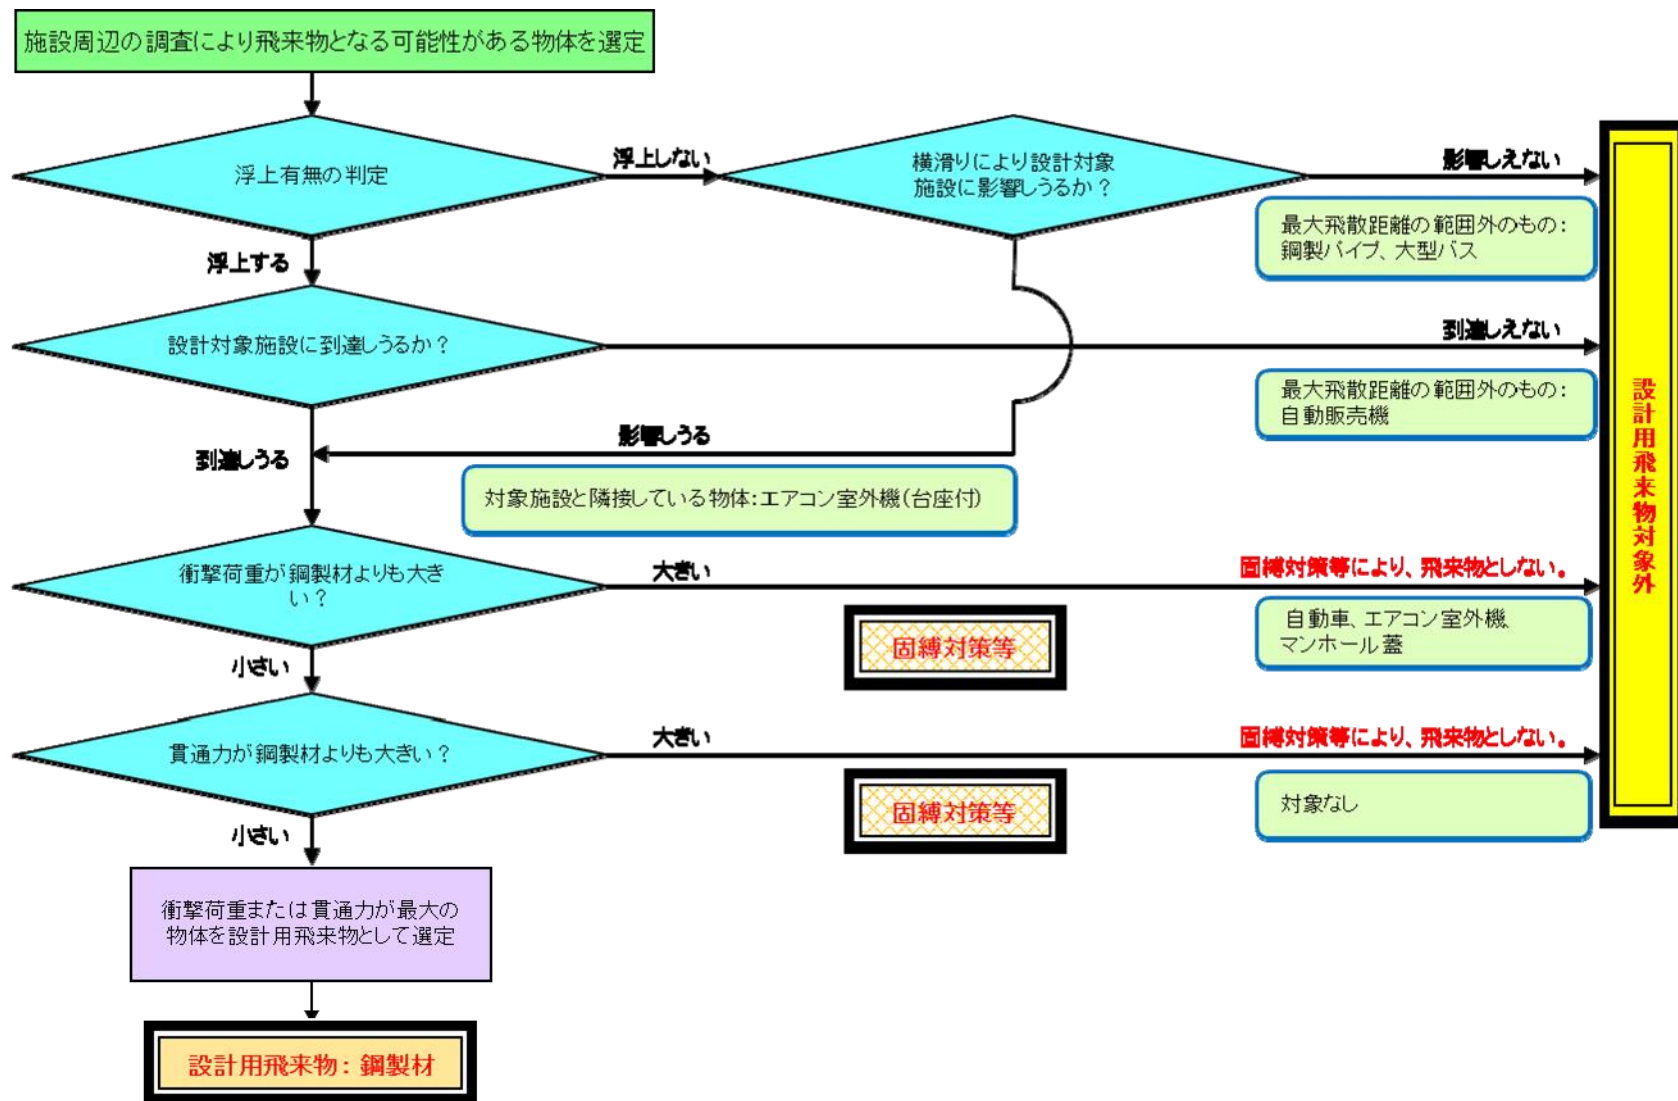 施設周辺の調査により飛来物となる可能性がある物体を選定
浮上有無の判定
浮上しない
横滑りにより設計対象
施設に影響しうるか？
影響しえない
最大飛散距離の範囲外のもの：
鋼製パイプ、大型バス
浮上する
設計対象施設に到達しうるか？
到達しえない
最大飛散距離の範囲外のもの：
自動販売機
影響しうる
到達しうる
対象施設と隣接している物体：エアコン室外機（台座付）
衝撃荷重が鋼製材よりも大き
い？
大きい
固縛対策等により、飛来物としない。
固縛対策等
自動車、エアコン室外機、
マンホール蓋
小さい
貫通力が鋼製材よりも大きい？
大きい
固縛対策等により、飛来物としない。
固縛対策等
対象なし
小さい
衝撃荷重または貫通力が最大の
物体を設計用飛来物として選定
設計用飛来物：鋼製材
設計用飛来物対象外